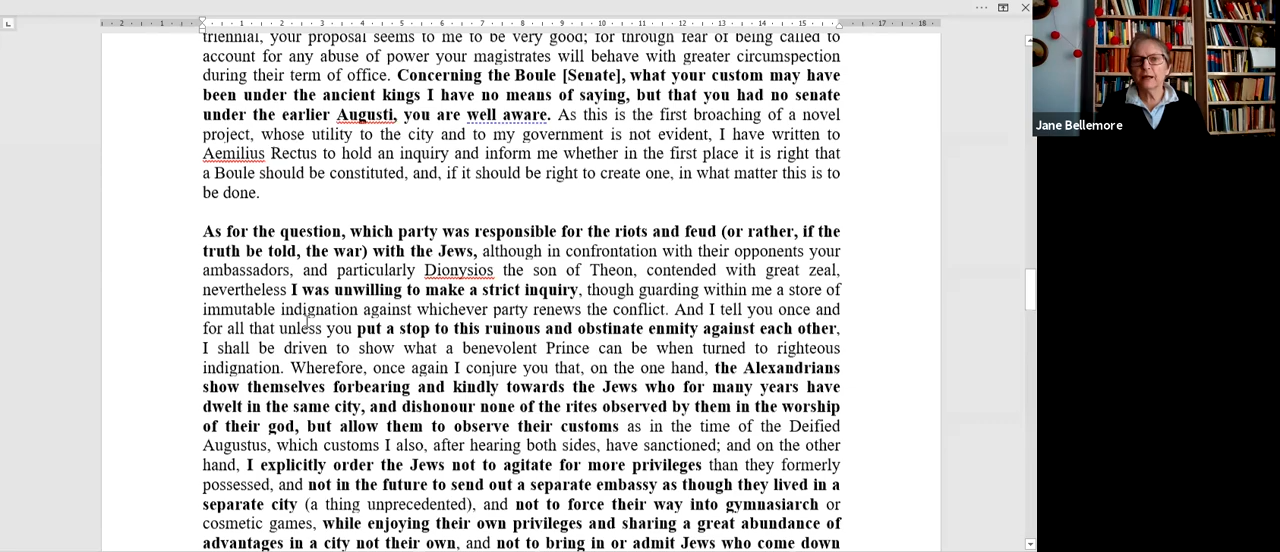 2 1 1 2 3 4 5 6 7 8 9 10 11 12 13 14 15 17 18
triennial, your proposal seems to me to be very good; for through fear of being called to
account for any abuse of power your magistrates will behave with greater circumspection
during their term of office. Concerning the Boule [Senate], what your custom may have
been under the ancient kings I have no means of saying, but that you had no senate
under the earlier Augusti, you are well aware. As this is the first broaching of a novel
project, whose utility to the city and to my government is not evident, I have written to
Aemilius Rectus to hold an inquiry and inform me whether in the first place it is right that
a Boule should be constituted, and, if it should be right to create one, in what matter this is to
be done.
As for the question, which party was responsible for the riots and feud (or rather, if the
truth be told, the war) with the Jews, although in confrontation with their opponents your
ambassadors, and particularly Dionysios the son of Theon, contended with great zeal,
nevertheless I was unwilling to make a strict inquiry, though guarding within me a store of
immutable indignation against whichever party renews the conflict. And I tell you once and
for all that unless you put a stop to this ruinous and obstinate enmity against each other,
I shall be driven to show what a benevolent Prince can be when turned to righteous
indignation. Wherefore, once again I conjure you that, on the one hand, the Alexandrians
show themselves forbearing and kindly towards the Jews who for many years have
dwelt in the same city, and dishonour none of the rites observed by them in the worship
of their god, but allow them to observe their customs as in the time of the Deified
Augustus, which customs I also, after hearing both sides, have sanctioned; and on the other
hand, I explicitly order the Jews not to agitate for more privileges than they formerly
possessed, and not in the future to send out a separate embassy as though they lived in a
separate city (a thing unprecedented), and not to force their way into gymnasiarch or
cosmetic games, while enjoying their own privileges and sharing a great abundance of
advantages in a city not their own, and not to bring in or admit Jews who come down
Jane Bellemore